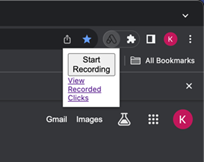 K
Start
Recording
All Bookmarks
View
Recorded
Clicks
Gmail Images K